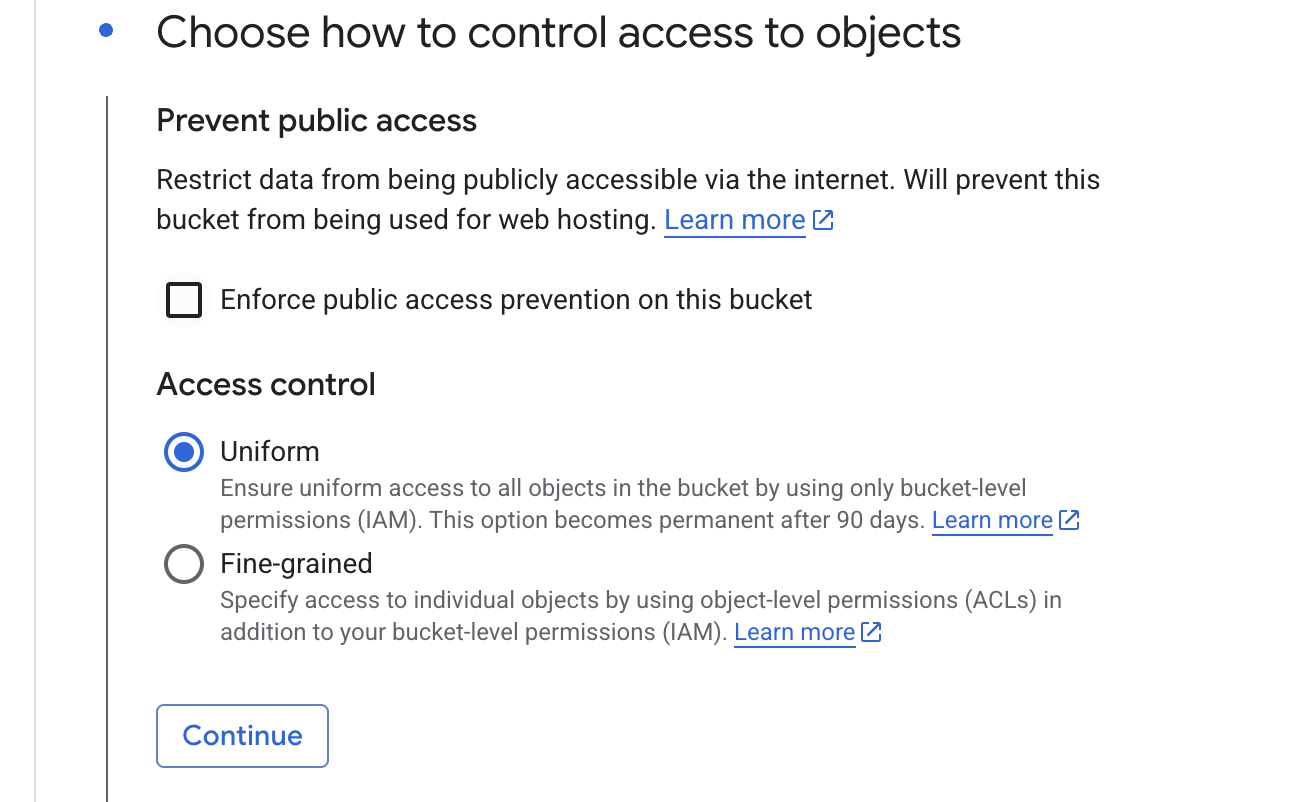 Choose how to control access to objects
Prevent public access
Restrict data from being publicly accessible via the internet. Will prevent this
bucket from being used for web hosting. Learn more
Enforce public access prevention on this bucket
Access control
Uniform
Ensure uniform access to all objects in the bucket by using only bucket-level
permissions (IAM). This option becomes permanent after 90 days. Learn more
Fine-grained
Specify access to individual objects by using object-level permissions (ACLs) in
addition to your bucket-level permissions (IAM). Learn more
Continue